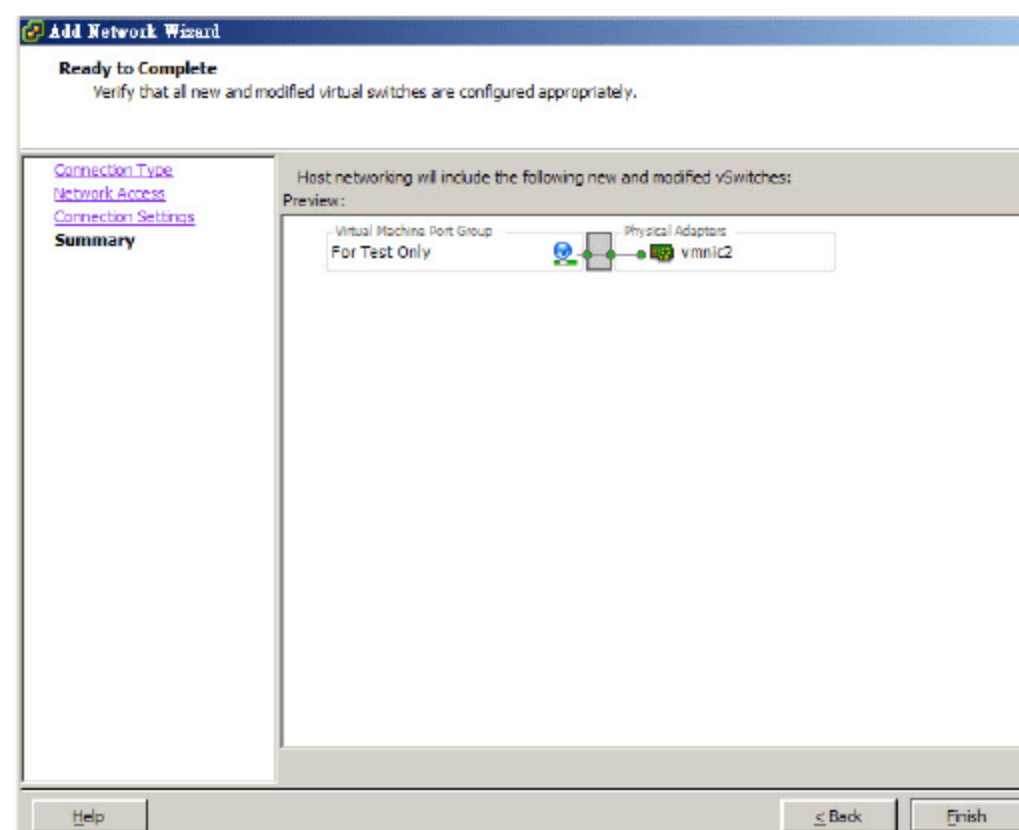 Add Network Wizard
Ready to Complete
Verify that all new and modified virtual switches are configured appropriately.
Connection Type
Network Access
Connection Settings
Summary
Host networking will include the following new and modified vSwitches:
Preview:
Virtual Machine Port Group
For Test Only
Physical Adapters
vmnic2
Help
< Back
Finish